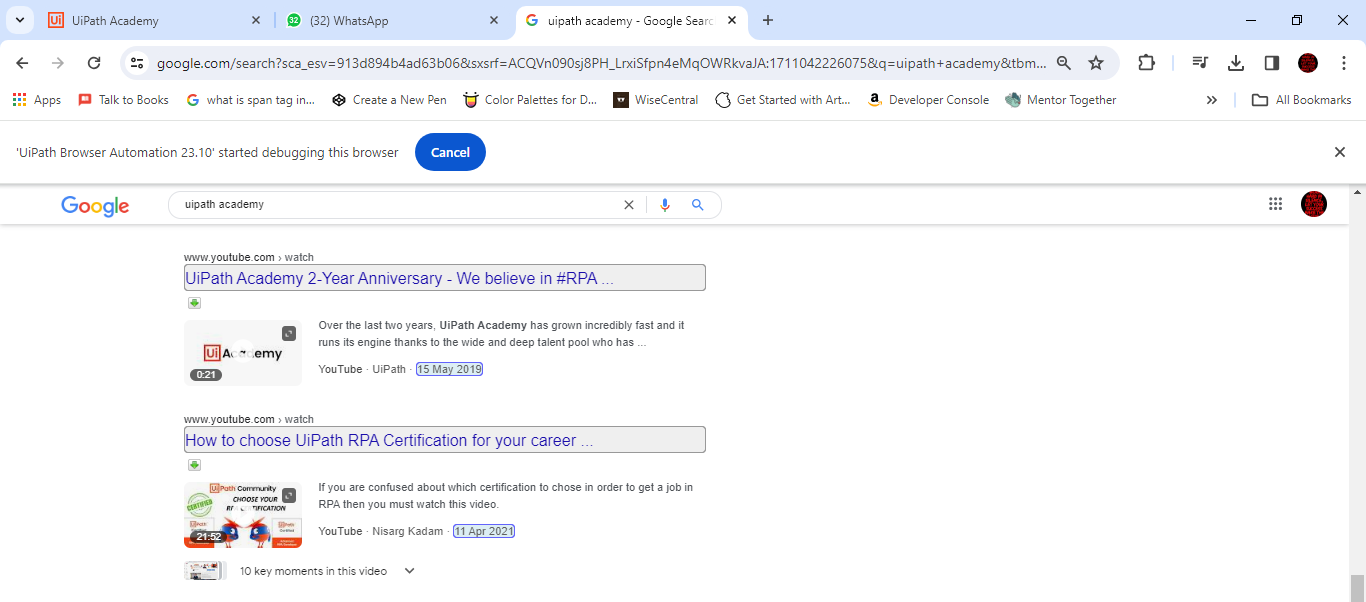 UiPath Academy
(32) WhatsApp
uipath academy - Google Searc
google.com/search?sca_esv=913d894b4ad63b06&sxsrf=ACQVn090sj8PH_LrxiSfpn4eMqOWRkvaJA:1711042226075&q=uipath+academy&tbm...
Apps
Talk to Books
what is span tag in...
Create a New Pen
Color Palettes for D...
WiseCentral
Get Started with Art...
Developer Console
Mentor Together
All Bookmarks
'UiPath Browser Automation 23.10' started debugging this browser
Cancel
Google
uipath academy
www.youtube.com › watch
UiPath Academy 2-Year Anniversary - We believe in #RPA ...
Over the last two years, UiPath Academy has grown incredibly fast and it
runs its engine thanks to the wide and deep talent pool who has ...
Ui Academy
0:21
YouTube · UiPath · 15 May 2019
www.youtube.com › watch
How to choose UiPath RPA Certification for your career ...
If you are confused about which certification to chose in order to get a job in
RPA then you must watch this video.
UiPath Community
CHOOSE YOUR
CERTIFIED
21:52
YouTube · Nisarg Kadam · 11 Apr 2021
10 key moments in this video